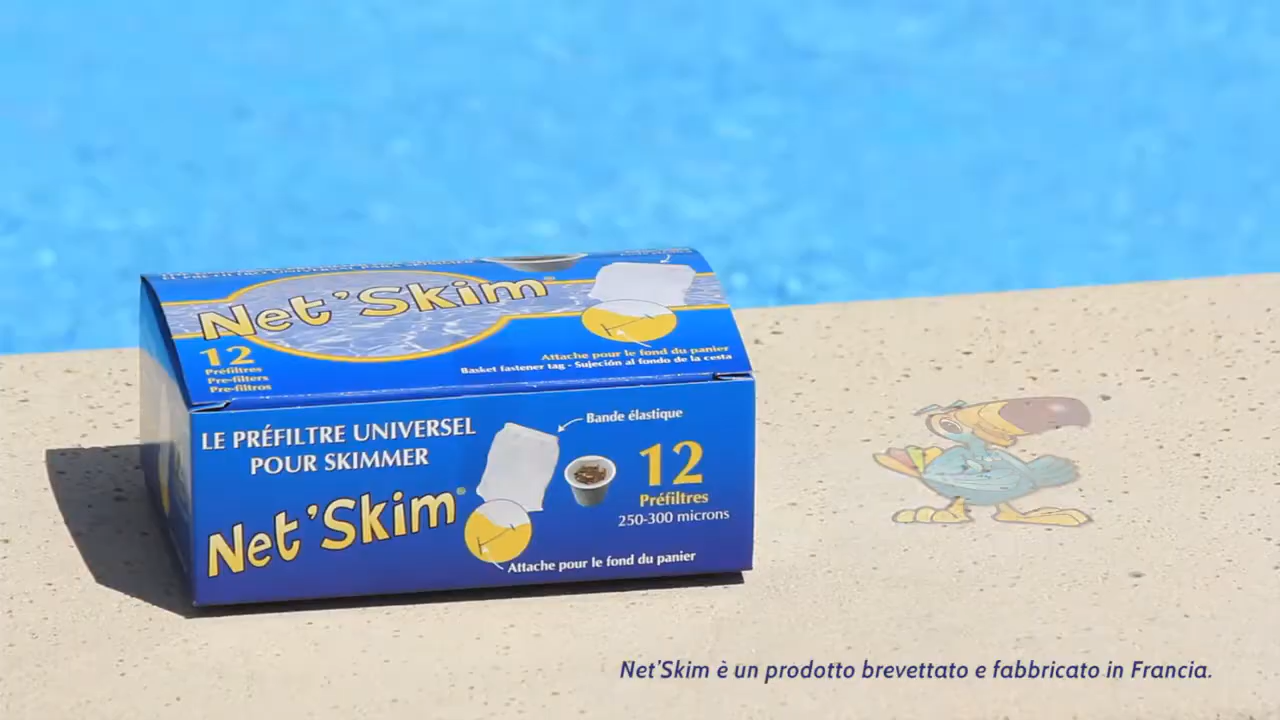 Net'Skim®
12
Préfiltres
Pre-filters
Pre-filtros
Attache pour le fond du panier
Basket fastener tag - Sujeción al fondo de la cesta
LE PRÉFILTRE UNIVERSEL
POUR SKIMMER
Net'Skim®
Bande élastique
12
Préfiltres
250-300 microns
Attache pour le fond du panier
Net'Skim è un prodotto brevettato e fabbricato in Francia.